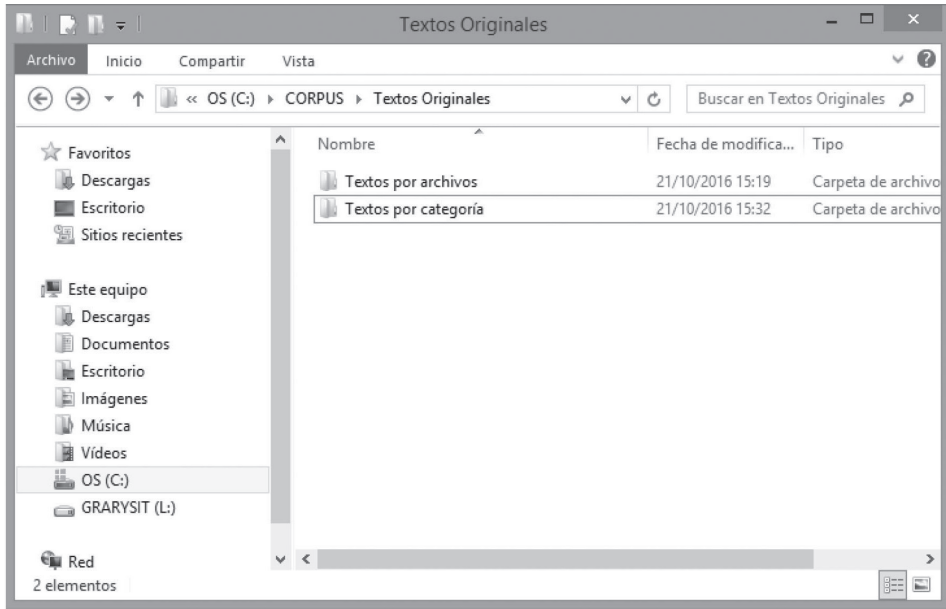 Textos Originales
Archivo Inicio Compartir Vista
« OS (C:) CORPUS Textos Originales Buscar en Textos Originales
Nombre Fecha de modifica... Tipo
Textos por archivos 21/10/2016 15:19 Carpeta de archivo
Textos por categoría 21/10/2016 15:32 Carpeta de archivo
Favoritos
Descargas
Escritorio
Sitios recientes
Este equipo
Descargas
Documentos
Escritorio
Imágenes
Música
Vídeos
OS (C:)
GRARYSIT (L:)
Red
2 elementos